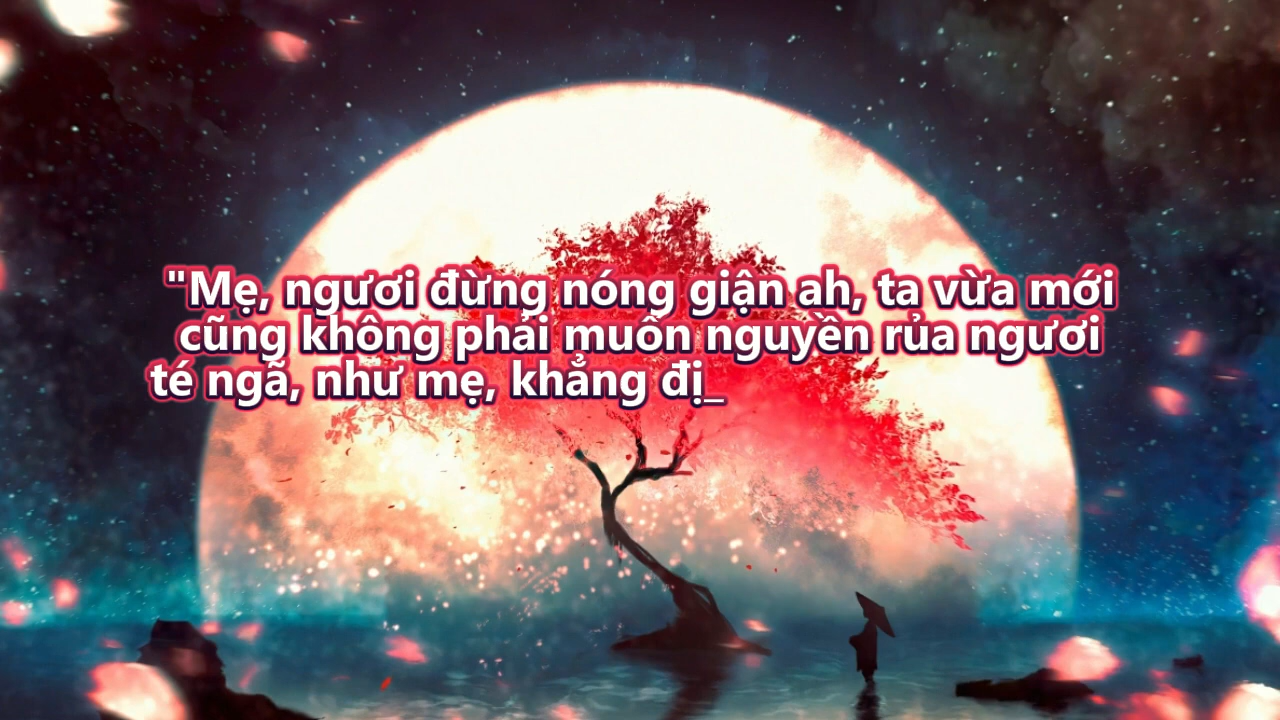 "Mẹ, ngươi đừng nóng giận ah, ta vừa mới
cũng không phải muốn nguyền rủa ngươi
té ngã, như mẹ, khẳng đị_